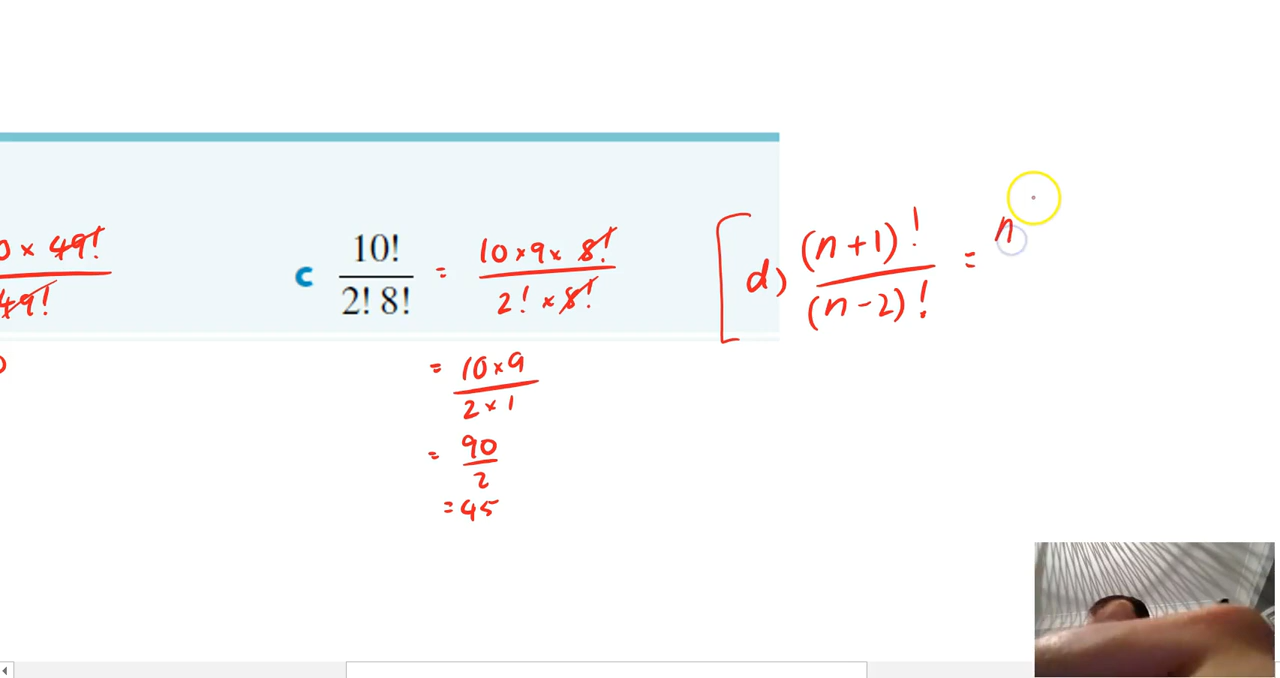 0 × 49! / 49!
0
c 10! / 2! 8! = 10 × 9 × 8! / 2! × 8!
= 10 × 9 / 2 × 1
= 90 / 2
= 45
d) (n + 1)! / (n - 2)! = n